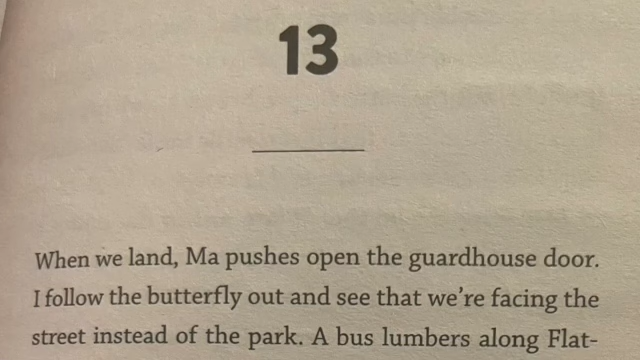 13
When we land, Ma pushes open the guardhouse door.
I follow the butterfly out and see that we're facing the
street instead of the park. A bus lumbers along Flat-